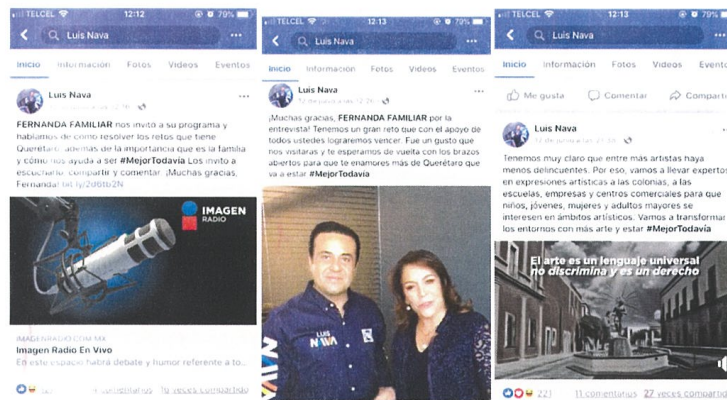 TELCEL 12:12 79%
Luis Nava
Inicio Información Fotos Videos Eventos
Luis Nava
FERNANDA FAMILIAR nos invitó a su programa y
hablamos de cómo resolver los retos que tiene
Querétaro, además de la importancia que es la familia
y cómo nos ayuda a ser #MejorTodavía Los invito a
escucharlo, compartir y comentar. ¡Muchas gracias,
Fernanda! bit.ly/2d6tb2N
IMAGEN
RADIO
IMAGENRADIO.COM.MX
Imagen Radio En Vivo
En este espacio habrá debate y humor referente a to...
comentarios 10 veces compartido
TELCEL 12:13 79%
Luis Nava
Inicio Información Fotos Videos Eventos
Luis Nava
¡Muchas gracias, FERNANDA FAMILIAR por la
entrevista! Tenemos un gran reto que con el apoyo de
todos ustedes lograremos vencer. Fue un gusto que
nos visitaras y te esperamos de vuelta con los brazos
abiertos para que te enamores más de Querétaro que
va a estar #MejorTodavía
LUIS
NAVA
TELCEL 12:13 79%
Luis Nava
Inicio Información Fotos Videos Evento
Me gusta Comentar Comparti
Luis Nava
Tenemos muy claro que entre más artistas haya
menos delincuentes. Por eso, vamos a llevar expertos
en expresiones artísticas a las colonias, a las
escuelas, empresas y centros comerciales para que
niños, jóvenes, mujeres y adultos mayores se
interesen en ámbitos artísticos. Vamos a transformar
los entornos con más arte y estar #MejorTodavía
El arte es un lenguaje universal
no discrimina y es un derecho
221 11 comentarios 27 veces compartido